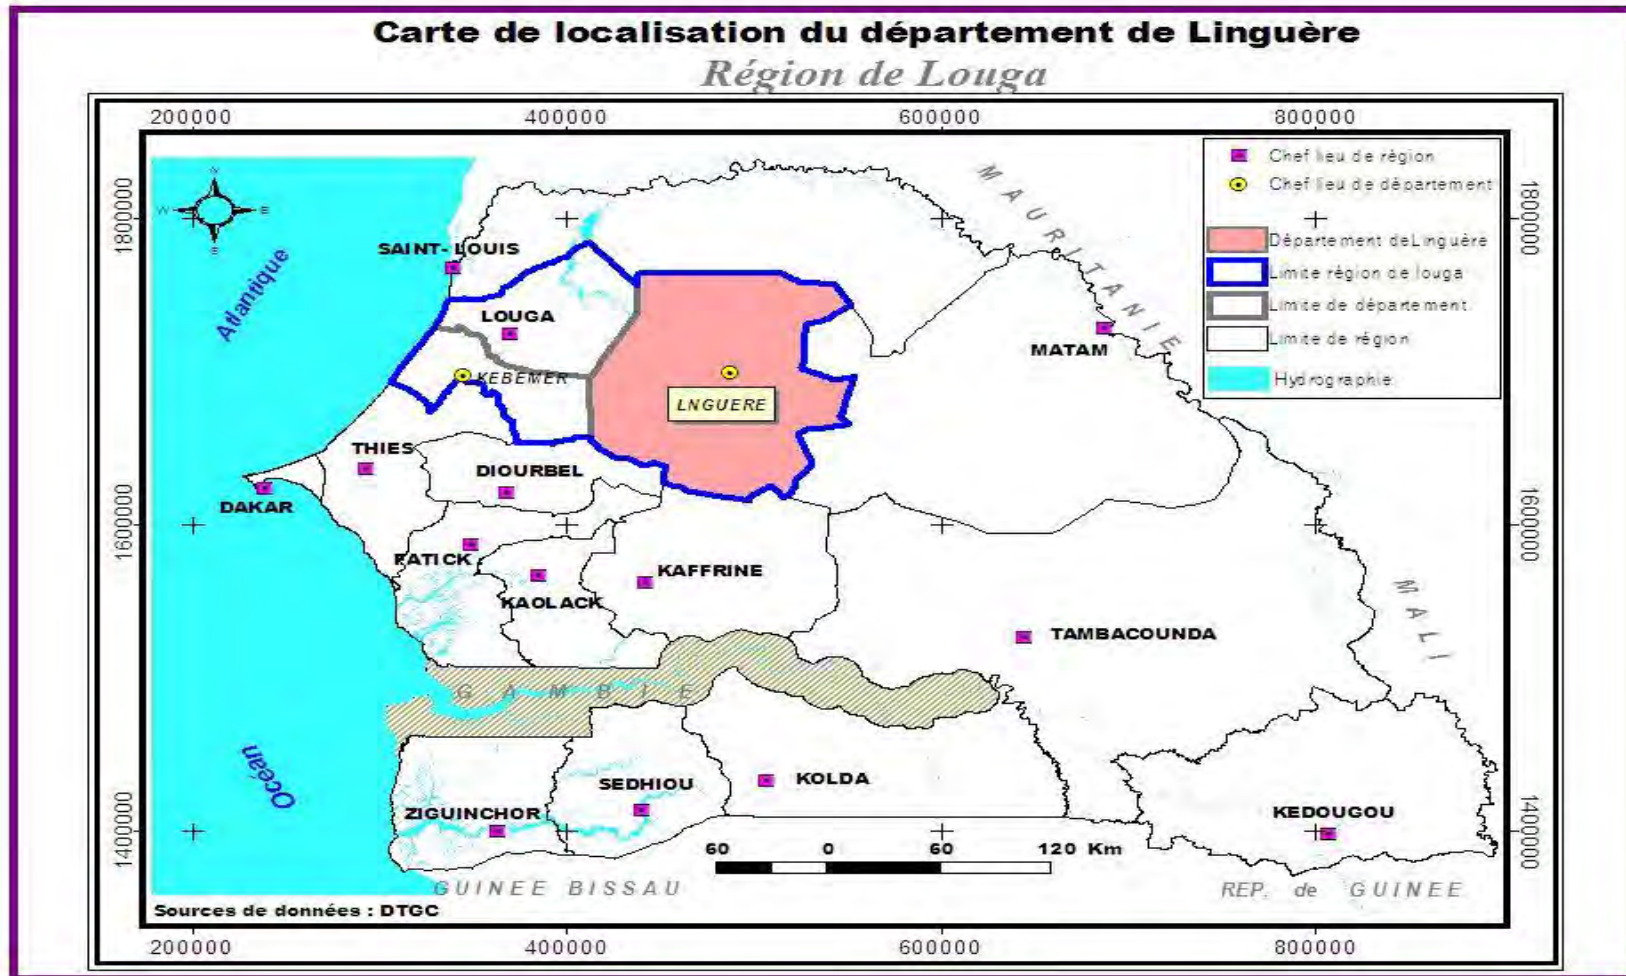 Carte de localisation du département de Linguère
Région de Louga
200000 400000 600000 800000
1800000 1800000
1600000 1600000
1400000 1400000
N
W E
S
Chef lieu de région
Chef lieu de département
Département deLinguère
Limite région de louga
Limite de département
Limite de région
Hydrographie
MAURITANIE
SAINT-LOUIS
Atlantique
LOUGA
MATAM
KEBEMER
LNGUERE
THIES
DIOURBEL
DAKAR
FATICK
KAFFRINE
KAOLACK
MALI
TAMBACOUNDA
GAMBIE
Océan
SEDHIOU
KOLDA
ZIGUINCHOR
KEDOUGOU
60 0 60 120 Km
GUINEE BISSAU
REP. de GUINEE
Sources de données : DTGC
200000 400000 600000 800000